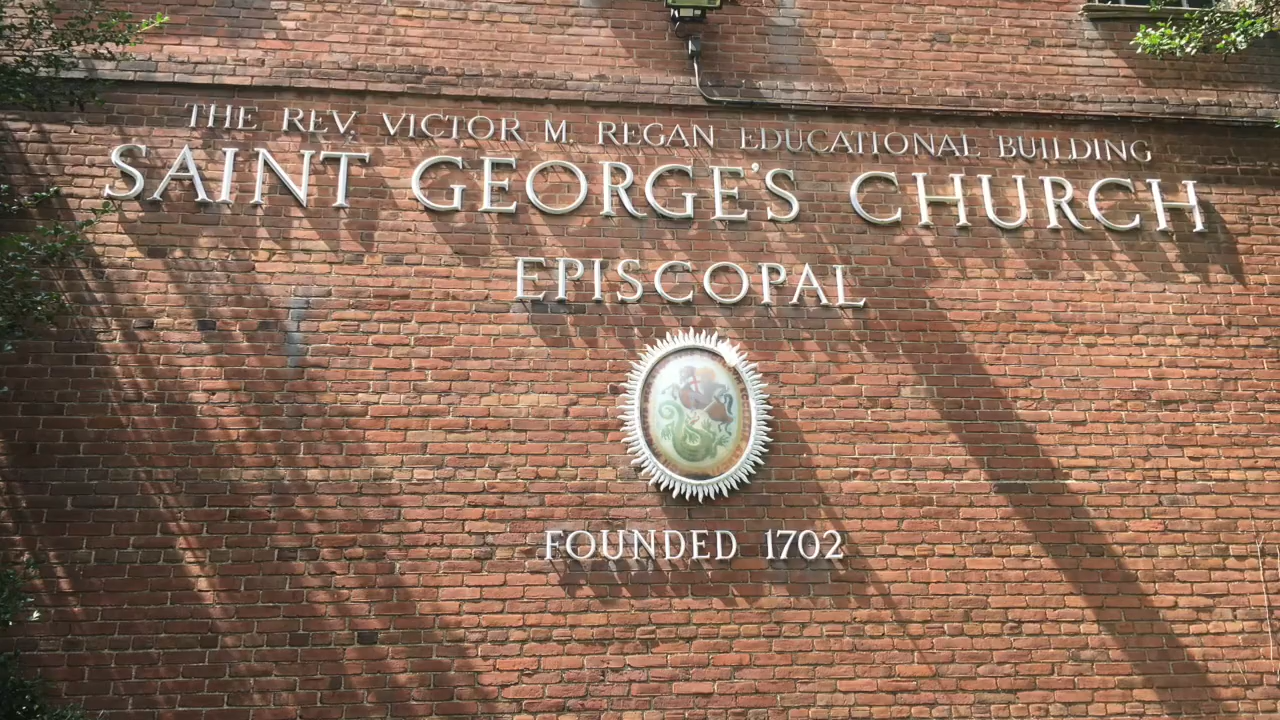 THE REV. VICTOR M. REGAN EDUCATIONAL BUILDING
SAINT GEORGE'S CHURCH
EPISCOPAL
FOUNDED 1702